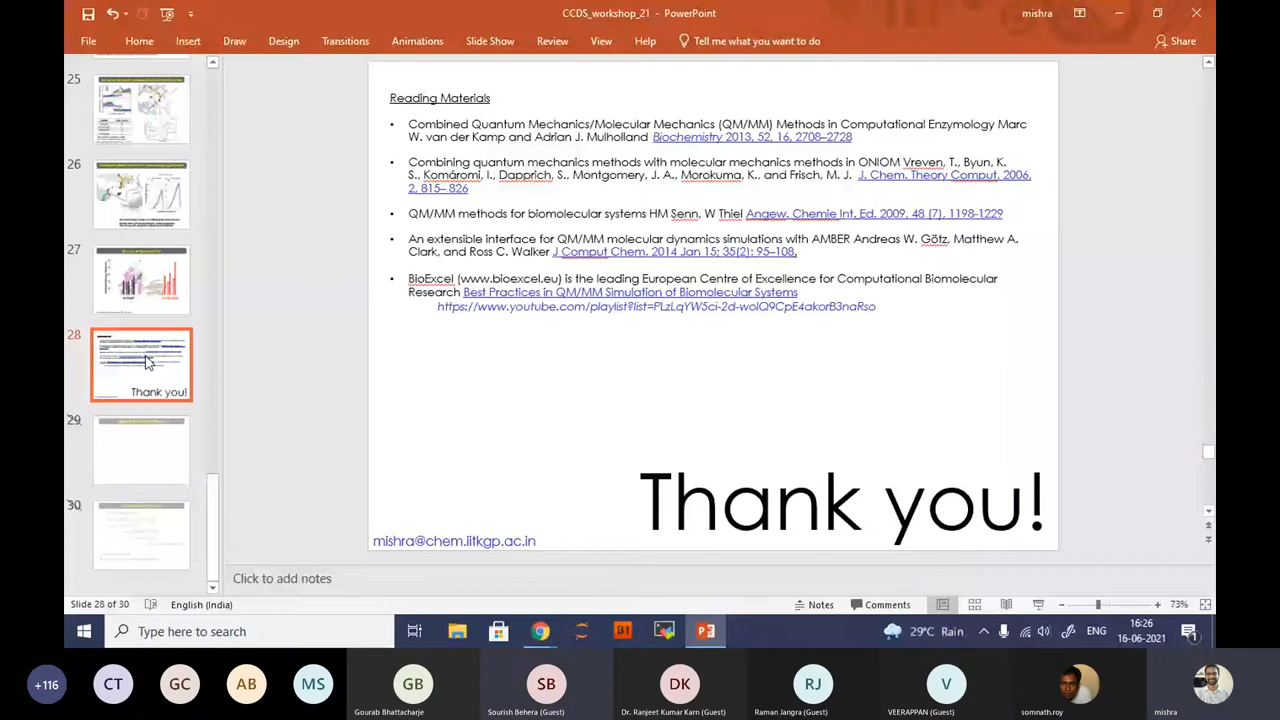 CCDS_workshop_21 - PowerPoint
mishra
File Home Insert Draw Design Transitions Animations Slide Show Review View Help Tell me what you want to do Share
25
26
27
28
29
30
Thank you!
Reading Materials
• Combined Quantum Mechanics/Molecular Mechanics (QM/MM) Methods in Computational Enzymology Marc
W. van der Kamp and Adrian J. Mulholland Biochemistry 2013, 52, 16, 2708–2728
• Combining quantum mechanics methods with molecular mechanics methods in ONIOM Vreven, T., Byun, K.
S., Komáromi, I., Dapprich, S., Montgomery, J. A., Morokuma, K., and Frisch, M. J. J. Chem. Theory Comput. 2006,
2, 815– 826
• QM/MM methods for biomolecular systems HM Senn, W Thiel Angew. Chemie Int. Ed. 2009, 48 (7), 1198-1229
• An extensible interface for QM/MM molecular dynamics simulations with AMBER Andreas W. Götz, Matthew A.
Clark, and Ross C. Walker J Comput Chem. 2014 Jan 15; 35(2): 95–108.
• BioExcel (www.bioexcel.eu) is the leading European Centre of Excellence for Computational Biomolecular
Research Best Practices in QM/MM Simulation of Biomolecular Systems
https://www.youtube.com/playlist?list=PLzLqYW5ci-2d-wolQ9CpE4akorB3naRso
Thank you!
mishra@chem.iitkgp.ac.in
Click to add notes
Slide 28 of 30 English (India) Notes Comments 73%
Type here to search
29°C Rain ENG 16:26
16-06-2021
+116 CT GC AB MS GB SB DK RJ V
Gourab Bhattacharje Sourish Behera (Guest) Dr. Ranjeet Kumar Karn (Guest) Raman Jangra (Guest) VEERAPPAN (Guest) somnath.roy mishra